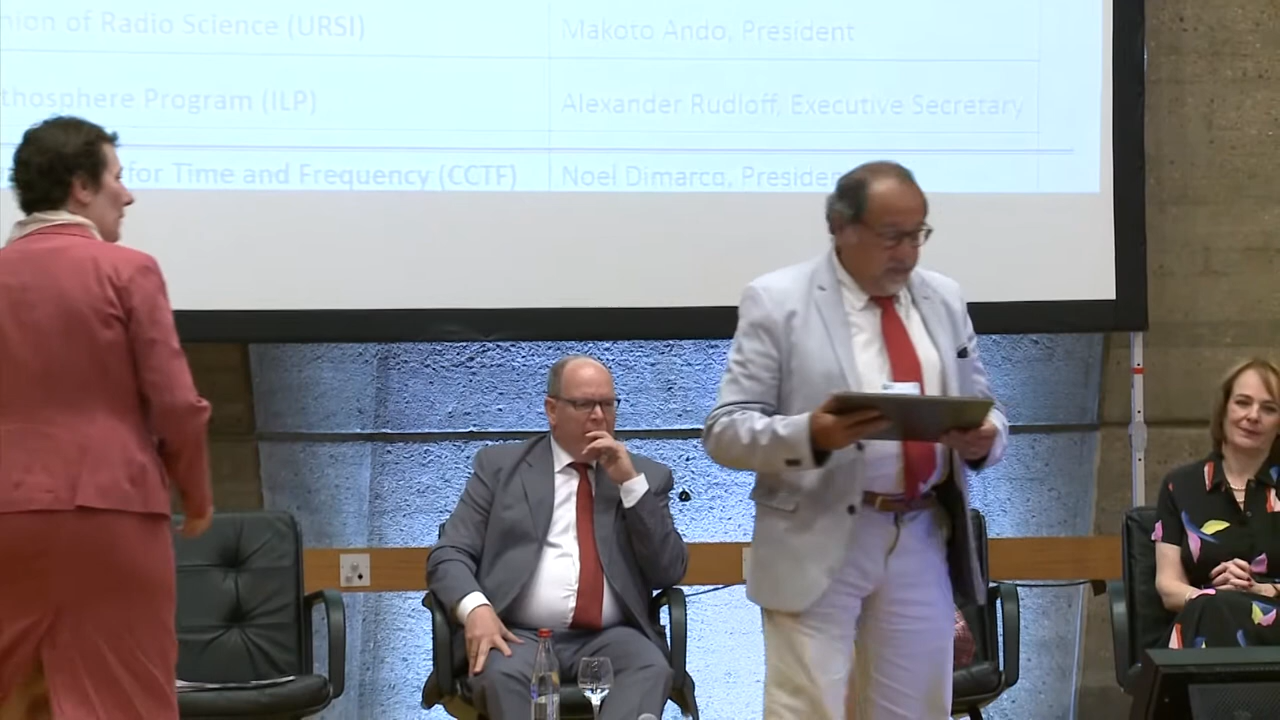 nion of Radio Science (URSI) Makoto Ando, President
thosphere Program (ILP) Alexander Rudloff, Executive Secretary
for Time and Frequency (CCTF) Noel Dimarca, Presiden